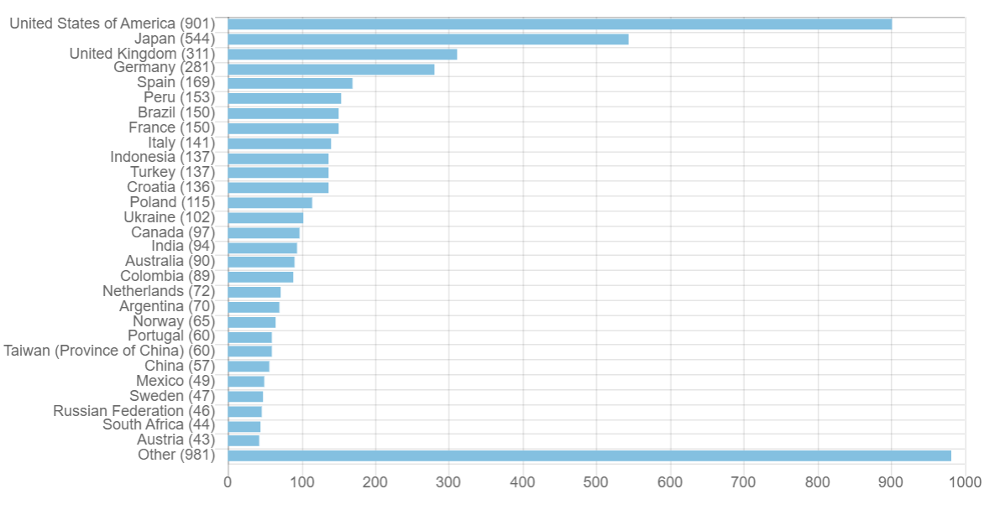 United States of America (901)
Japan (544)
United Kingdom (311)
Germany (281)
Spain (169)
Peru (153)
Brazil (150)
France (150)
Italy (141)
Indonesia (137)
Turkey (137)
Croatia (136)
Poland (115)
Ukraine (102)
Canada (97)
India (94)
Australia (90)
Colombia (89)
Netherlands (72)
Argentina (70)
Norway (65)
Portugal (60)
Taiwan (Province of China) (60)
China (57)
Mexico (49)
Sweden (47)
Russian Federation (46)
South Africa (44)
Austria (43)
Other (981)
0 100 200 300 400 500 600 700 800 900 1000